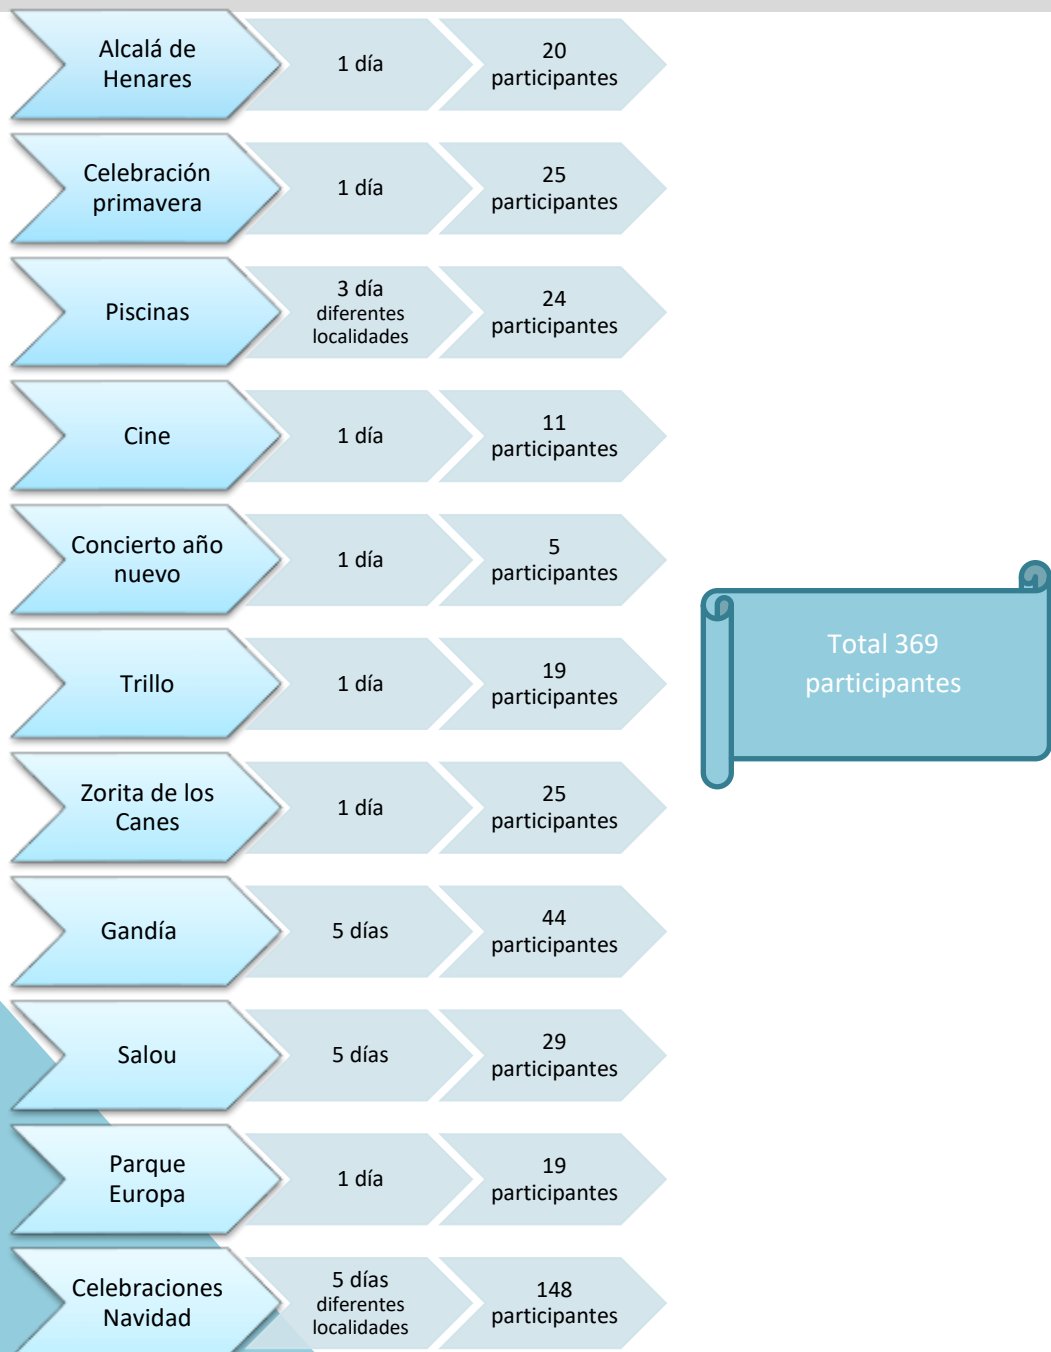 Alcalá de
Henares
1 día
20
participantes
Celebración
primavera
1 día
25
participantes
Piscinas
3 día
diferentes
localidades
24
participantes
Cine
1 día
11
participantes
Concierto año
nuevo
1 día
5
participantes
Trillo
1 día
19
participantes
Zorita de los
Canes
1 día
25
participantes
Gandía
5 días
44
participantes
Salou
5 días
29
participantes
Parque
Europa
1 día
19
participantes
Celebraciones
Navidad
5 días
diferentes
localidades
148
participantes
Total 369
participantes